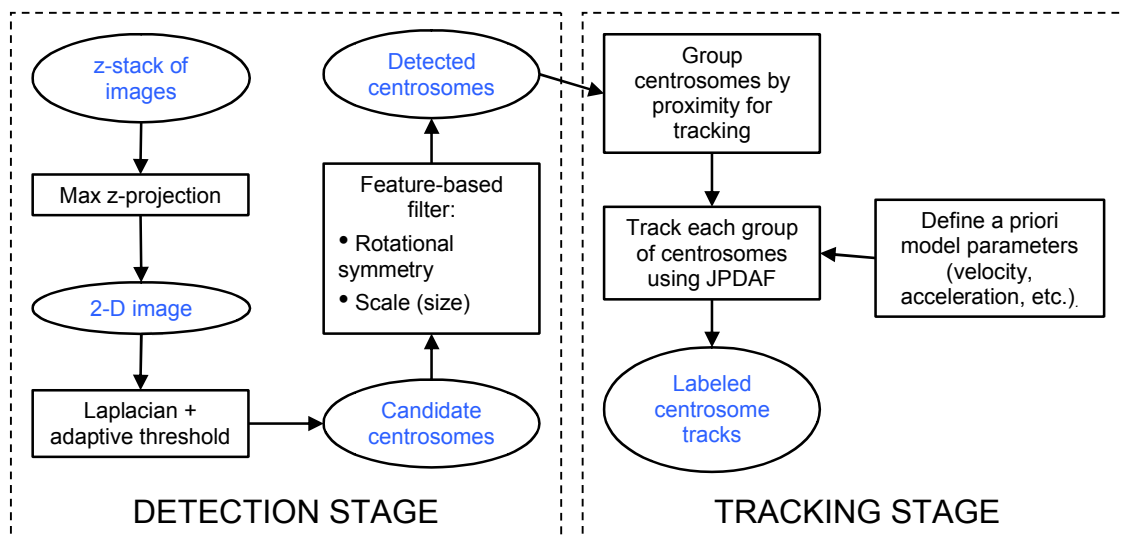 z-stack of
images
Max z-projection
2-D image
Laplacian +
adaptive threshold
Candidate
centrosomes
Feature-based
filter:
• Rotational
symmetry
• Scale (size)
Detected
centrosomes
DETECTION STAGE
Group
centrosomes by
proximity for
tracking
Track each group
of centrosomes
using JPDAF
Define a priori
model parameters
(velocity,
acceleration, etc.).
Labeled
centrosome
tracks
TRACKING STAGE